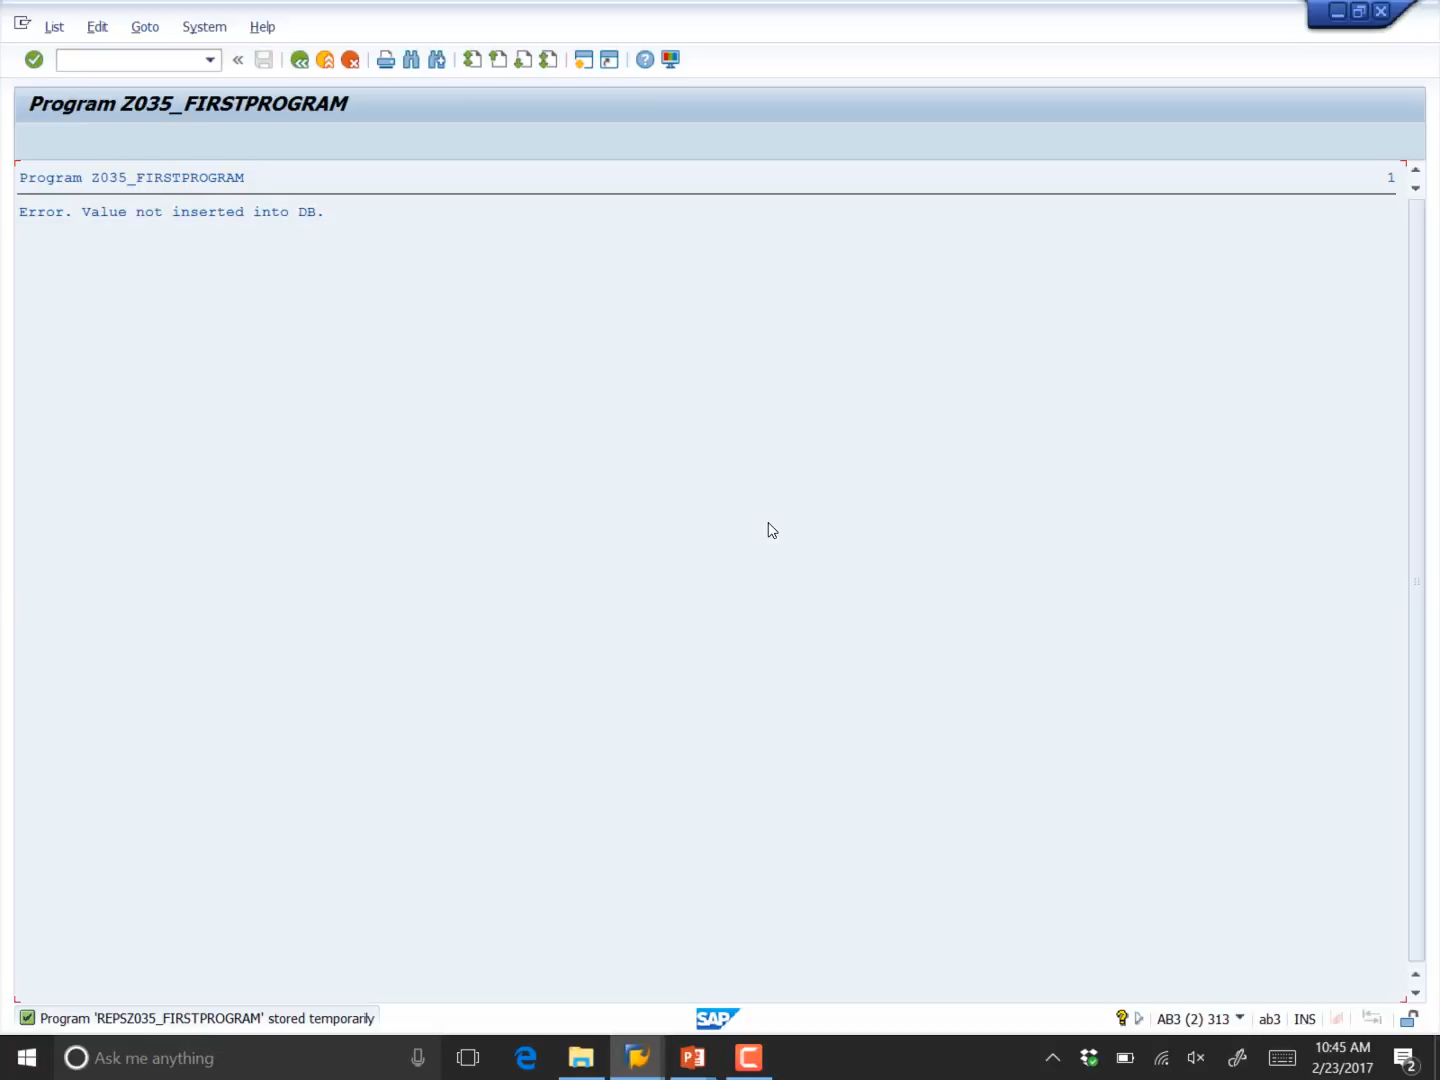 List Edit Goto System Help
Program Z035_FIRSTPROGRAM
Program Z035_FIRSTPROGRAM 1
Error. Value not inserted into DB.
Program 'REPSZ035_FIRSTPROGRAM' stored temporarily
SAP
AB3 (2) 313 ab3 INS
Ask me anything
10:45 AM
2/23/2017
2